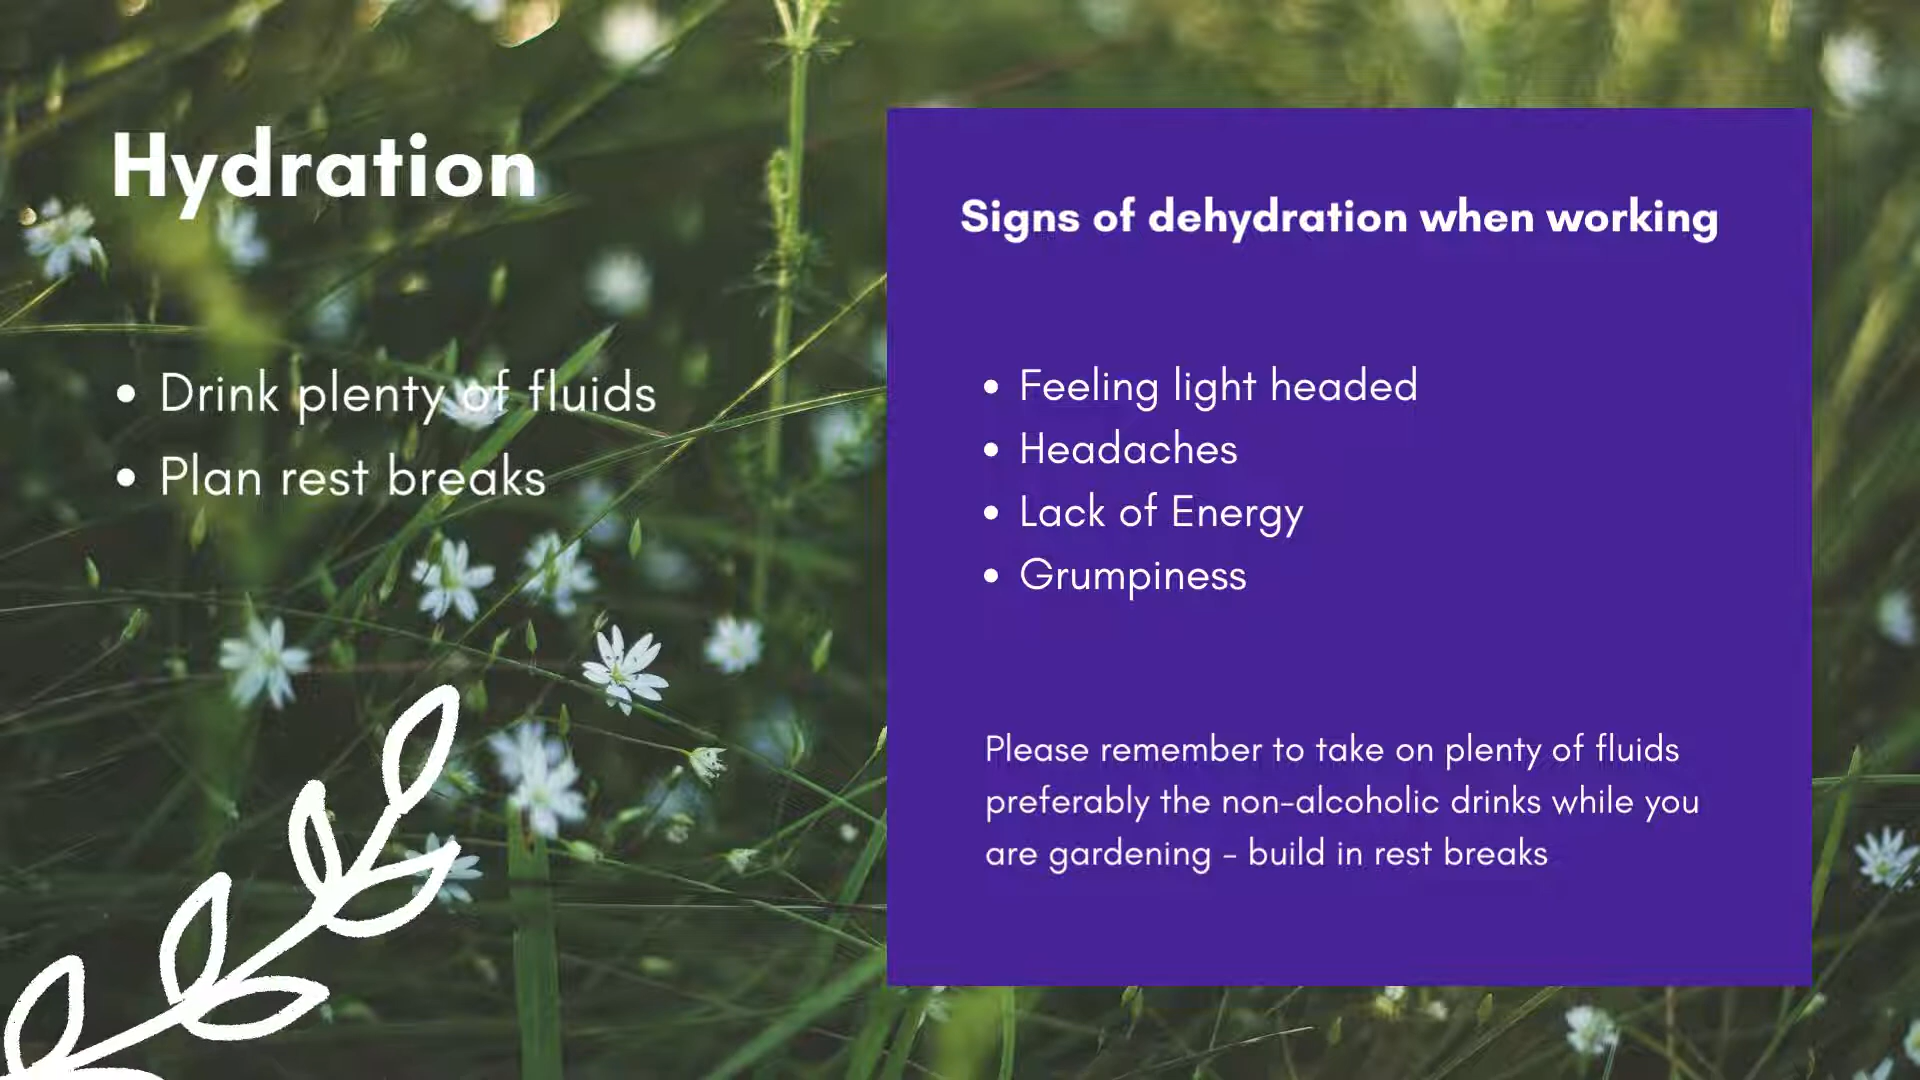 Hydration
• Drink plenty of fluids
• Plan rest breaks
Signs of dehydration when working
• Feeling light headed
• Headaches
• Lack of Energy
• Grumpiness
Please remember to take on plenty of fluids
preferably the non-alcoholic drinks while you
are gardening - build in rest breaks